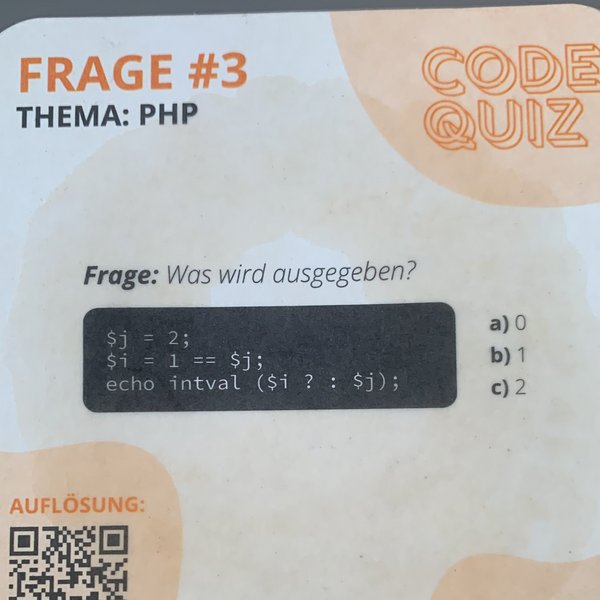 FRAGE #3
THEMA: PHP
CODE
QUIZ
Frage: Was wird ausgegeben?
$j = 2;
$i = 1 == $j;
echo intval ($i ? : $j);
a) 0
b) 1
c) 2
AUFLÖSUNG: